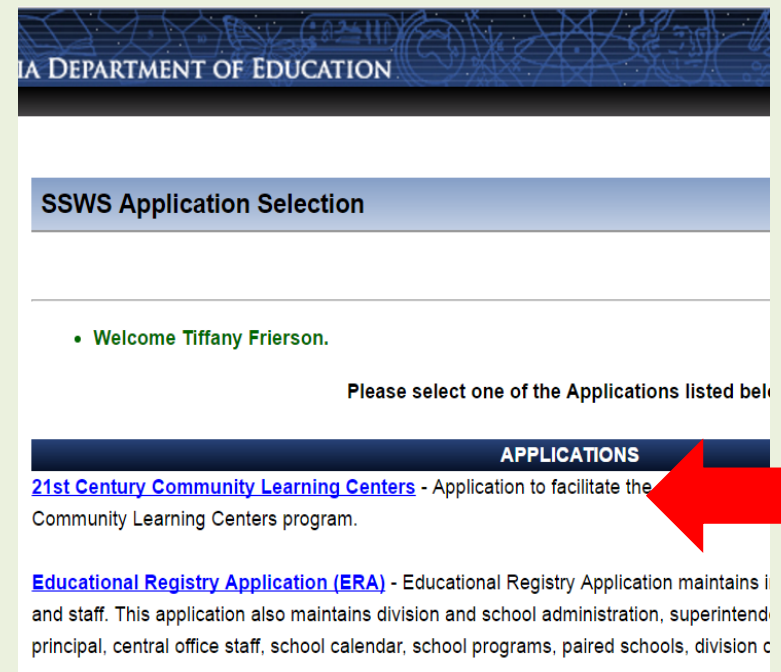 IA DEPARTMENT OF EDUCATION
SSWS Application Selection
• Welcome Tiffany Frierson.
Please select one of the Applications listed
APPLICATIONS
21st Century Community Learning Centers - Application to facilitate the
Community Learning Centers program.
Educational Registry Application (ERA) - Educational Registry Application maintains
and staff. This application also maintains division and school administration,
principal, central office staff, school calendar, school programs, paired schools, division